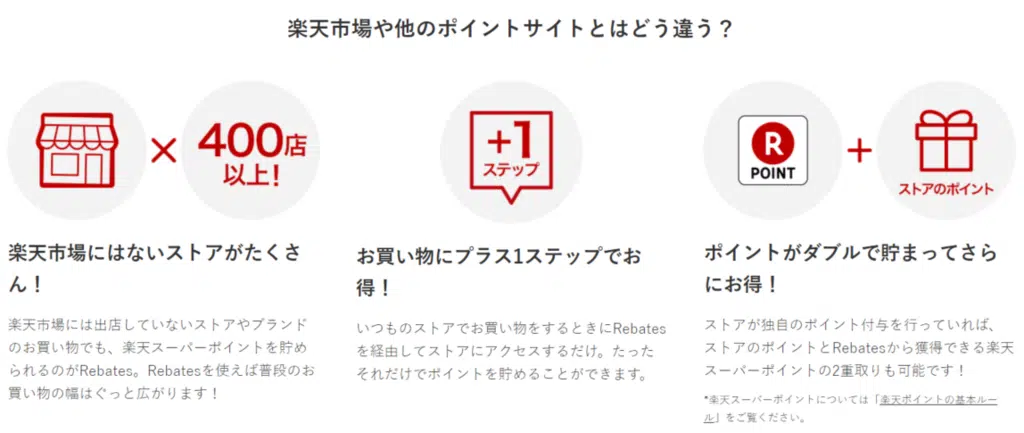 楽天市場や他のポイントサイトとはどう違う？
×
400店
以上！
+1
ステップ
R
POINT
+
ストアのポイント
楽天市場にはないストアがたくさ
ん！
楽天市場には出店していないストアやブランド
のお買い物でも、楽天スーパーポイントを貯め
られるのがRebates。Rebatesを使えば普段のお
買い物の幅はぐっと広がります！
お買い物にプラス1ステップでお
得！
いつものストアでお買い物をするときにRebates
を経由してストアにアクセスするだけ。たった
それだけでポイントを貯めることができます。
ポイントがダブルで貯まってさら
にお得！
ストアが独自のポイント付与を行っていれば、
ストアのポイントとRebatesから獲得できる楽天
スーパーポイントの2重取りも可能です！
*楽天スーパーポイントについては「楽天ポイントの基本ルー
ル」をご覧ください。